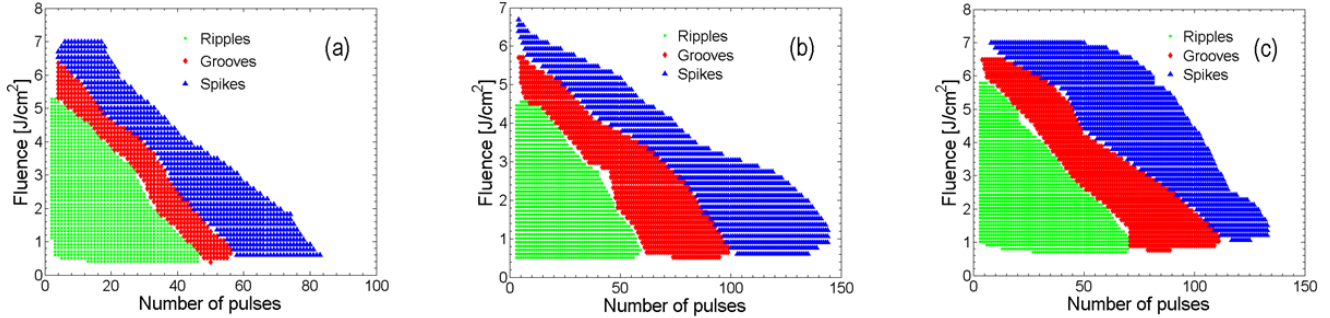 (a)
Ripples
Grooves
Spikes
Fluence [J/cm²]
8
7
6
5
4
3
2
1
0
0 20 40 60 80 100
Number of pulses
(b)
Ripples
Grooves
Spikes
Fluence [J/cm²]
7
6
5
4
3
2
1
0
0 50 100 150
Number of pulses
(c)
Ripples
Grooves
Spikes
Fluence [J/cm²]
8
7
6
5
4
3
2
1
0
0 50 100 150
Number of pulses